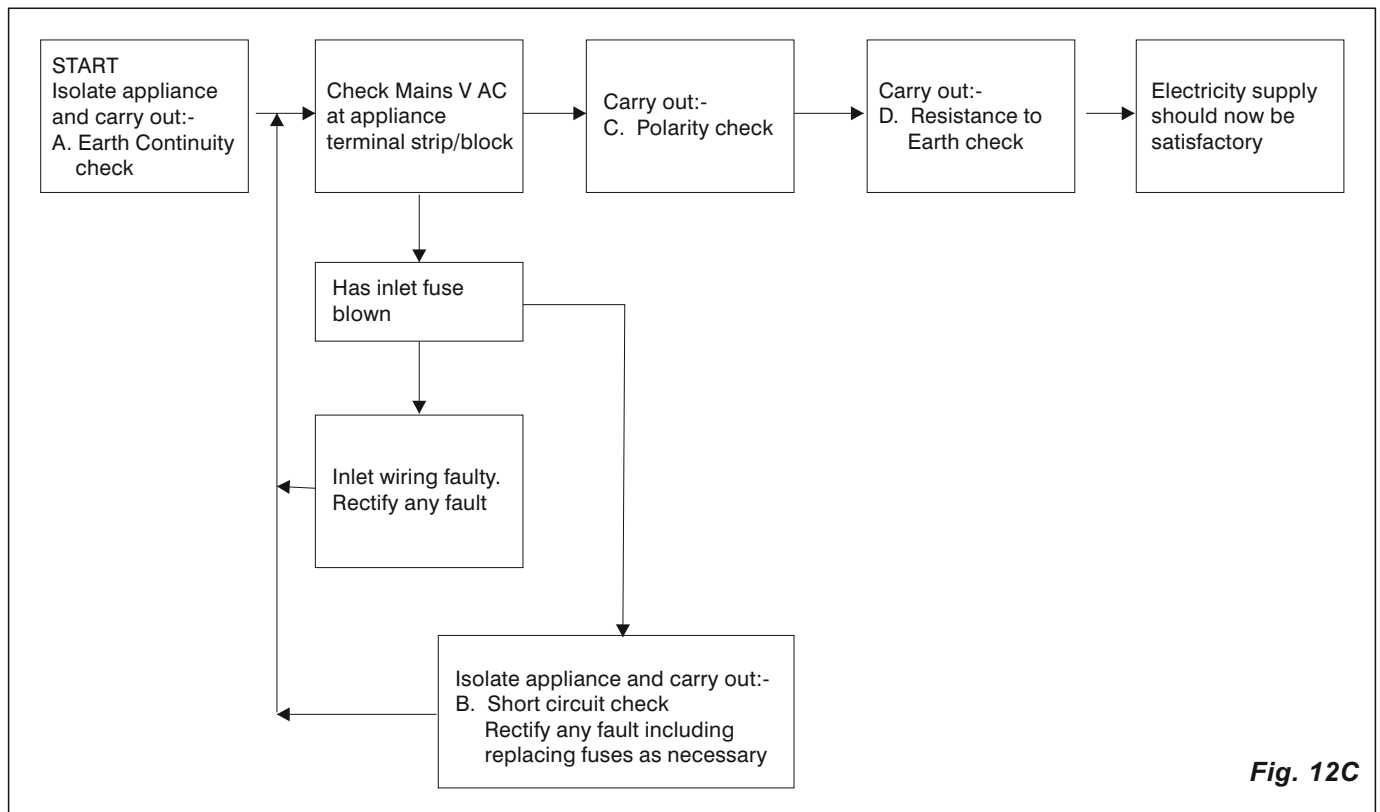 START
Isolate appliance
and carry out:-
A. Earth Continuity
check
Check Mains V AC
at appliance
terminal strip/block
Carry out:-
C. Polarity check
Carry out:-
D. Resistance to
Earth check
Electricity supply
should now be
satisfactory
Has inlet fuse
blown
Inlet wiring faulty.
Rectify any fault
Isolate appliance and carry out:-
B. Short circuit check
Rectify any fault including
replacing fuses as necessary
Fig. 12C